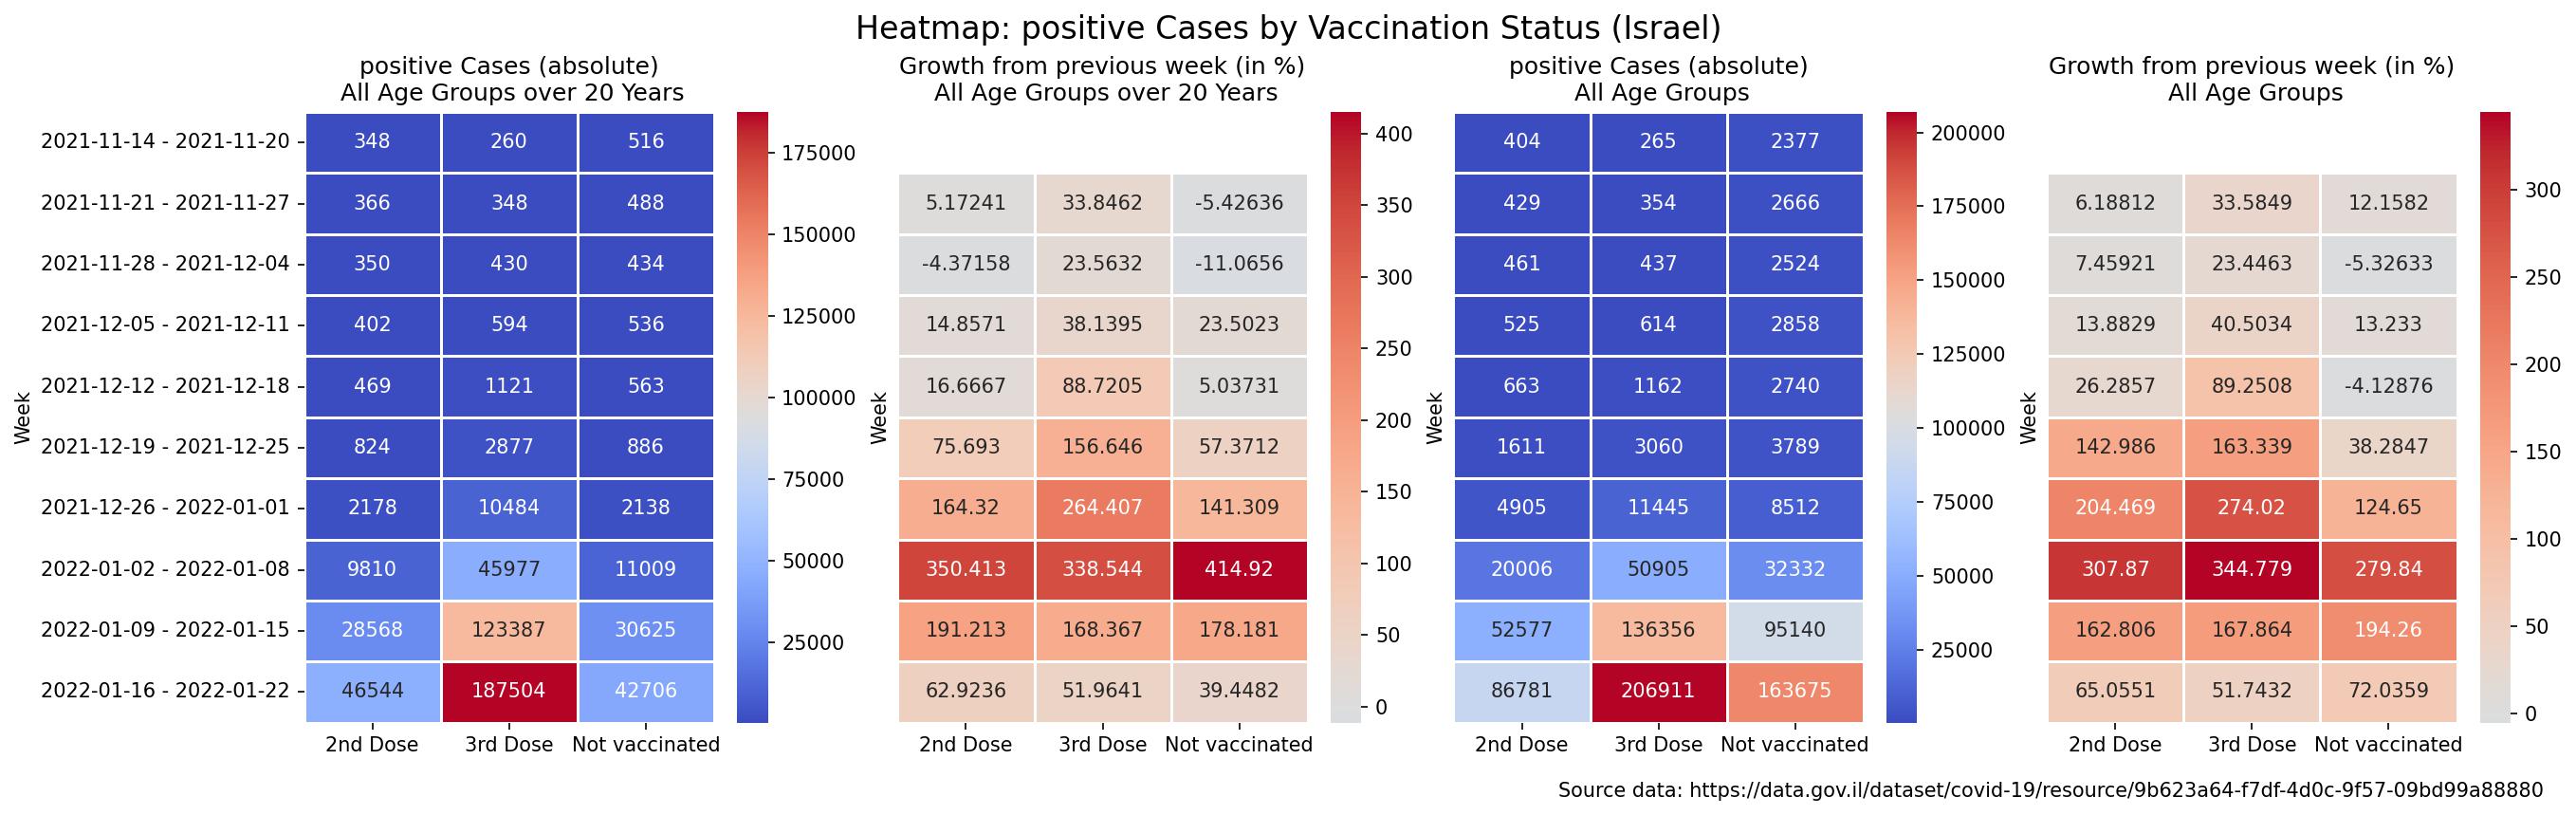 Heatmap: positive Cases by Vaccination Status (Israel)
positive Cases (absolute)
All Age Groups over 20 Years
Week
2021-11-14 - 2021-11-20 348 260 516
2021-11-21 - 2021-11-27 366 348 488
2021-11-28 - 2021-12-04 350 430 434
2021-12-05 - 2021-12-11 402 594 536
2021-12-12 - 2021-12-18 469 1121 563
2021-12-19 - 2021-12-25 824 2877 886
2021-12-26 - 2022-01-01 2178 10484 2138
2022-01-02 - 2022-01-08 9810 45977 11009
2022-01-09 - 2022-01-15 28568 123387 30625
2022-01-16 - 2022-01-22 46544 187504 42706
2nd Dose 3rd Dose Not vaccinated
175000
150000
125000
100000
75000
50000
25000
Growth from previous week (in %)
All Age Groups over 20 Years
Week
5.17241 33.8462 -5.42636
-4.37158 23.5632 -11.0656
14.8571 38.1395 23.5023
16.6667 88.7205 5.03731
75.693 156.646 57.3712
164.32 264.407 141.309
350.413 338.544 414.92
191.213 168.367 178.181
62.9236 51.9641 39.4482
2nd Dose 3rd Dose Not vaccinated
400
350
300
250
200
150
100
50
0
positive Cases (absolute)
All Age Groups
Week
404 265 2377
429 354 2666
461 437 2524
525 614 2858
663 1162 2740
1611 3060 3789
4905 11445 8512
20006 50905 32332
52577 136356 95140
86781 206911 163675
2nd Dose 3rd Dose Not vaccinated
200000
175000
150000
125000
100000
75000
50000
25000
Growth from previous week (in %)
All Age Groups
Week
6.18812 33.5849 12.1582
7.45921 23.4463 -5.32633
13.8829 40.5034 13.233
26.2857 89.2508 -4.12876
142.986 163.339 38.2847
204.469 274.02 124.65
307.87 344.779 279.84
162.806 167.864 194.26
65.0551 51.7432 72.0359
2nd Dose 3rd Dose Not vaccinated
300
250
200
150
100
50
0
Source data: https://data.gov.il/dataset/covid-19/resource/9b623a64-f7df-4d0c-9f57-09bd99a88880